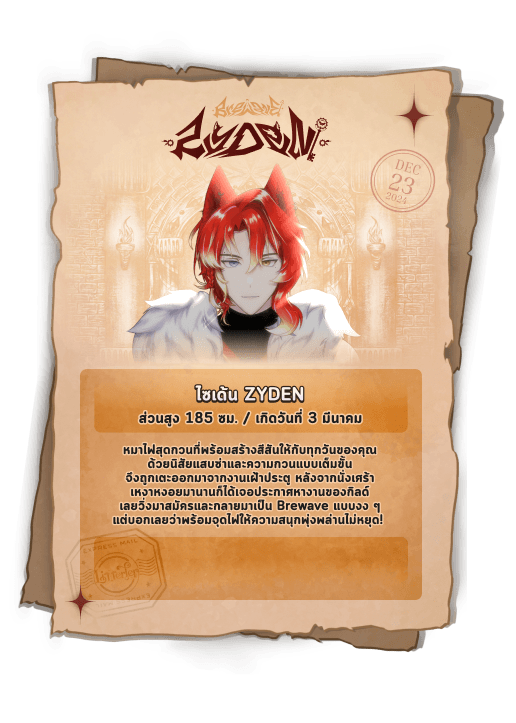 BREWAVE
ZYDEN
DEC
23
2024
ไซเด้น ZYDEN
ส่วนสูง 185 ซม. / เกิดวันที่ 3 มีนาคม
หมาไฟสุดกวนที่พร้อมสร้างสีสันให้กับทุกวันของคุณ
ด้วยนิสัยแสบซ่าและความกวนแบบเต็มขั้น
จึงถูกเตะออกมาจากงานเฝ้าประตู หลังจากนั่งเศร้า
เหงาหงอยมานานก็ได้เจอประกาศหางานของกิลด์
เลยวิ่งมาสมัครและกลายมาเป็น Brewave แบบงง ๆ
แต่บอกเลยว่าพร้อมจุดไฟให้ความสนุกพุ่งพล่านไม่หยุด!
EXPRESS MAIL